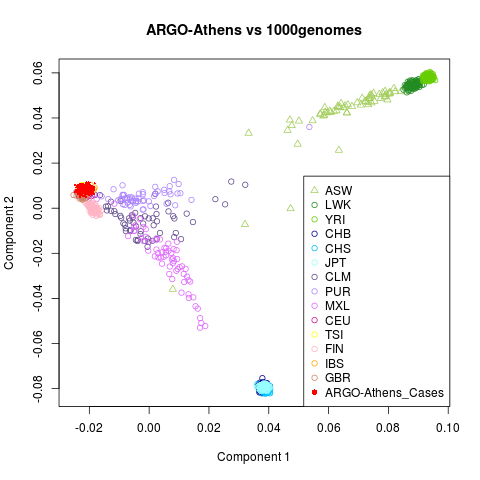 ARGO-Athens vs 1000genomes
Component 2
0.06
0.04
0.02
0.00
-0.02
-0.04
-0.06
-0.08
ASW
LWK
YRI
CHB
CHS
JPT
CLM
PUR
MXL
CEU
TSI
FIN
IBS
GBR
ARGO-Athens_Cases
-0.02
0.00
0.02
0.04
0.06
0.08
0.10
Component 1